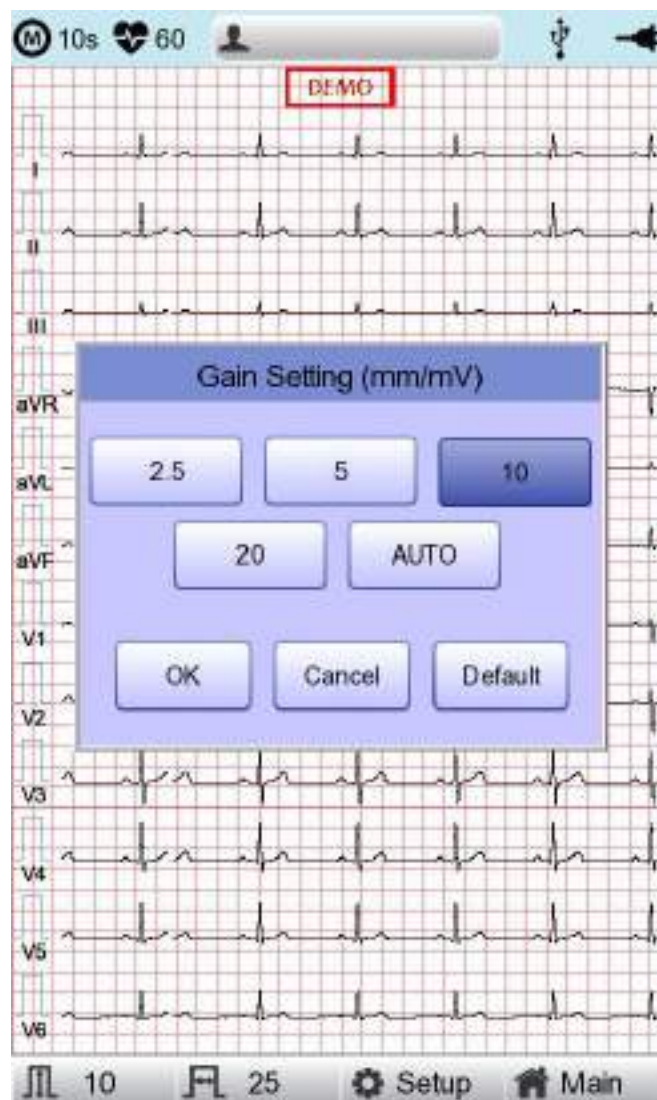 M 10s 60
DEMO
I
II
III
Gain Setting (mm/mV)
aVR
2.5 5 10
aVL
20 AUTO
aVF
V1
OK Cancel Default
V2
V3
V4
V5
V6
10 25 Setup Main